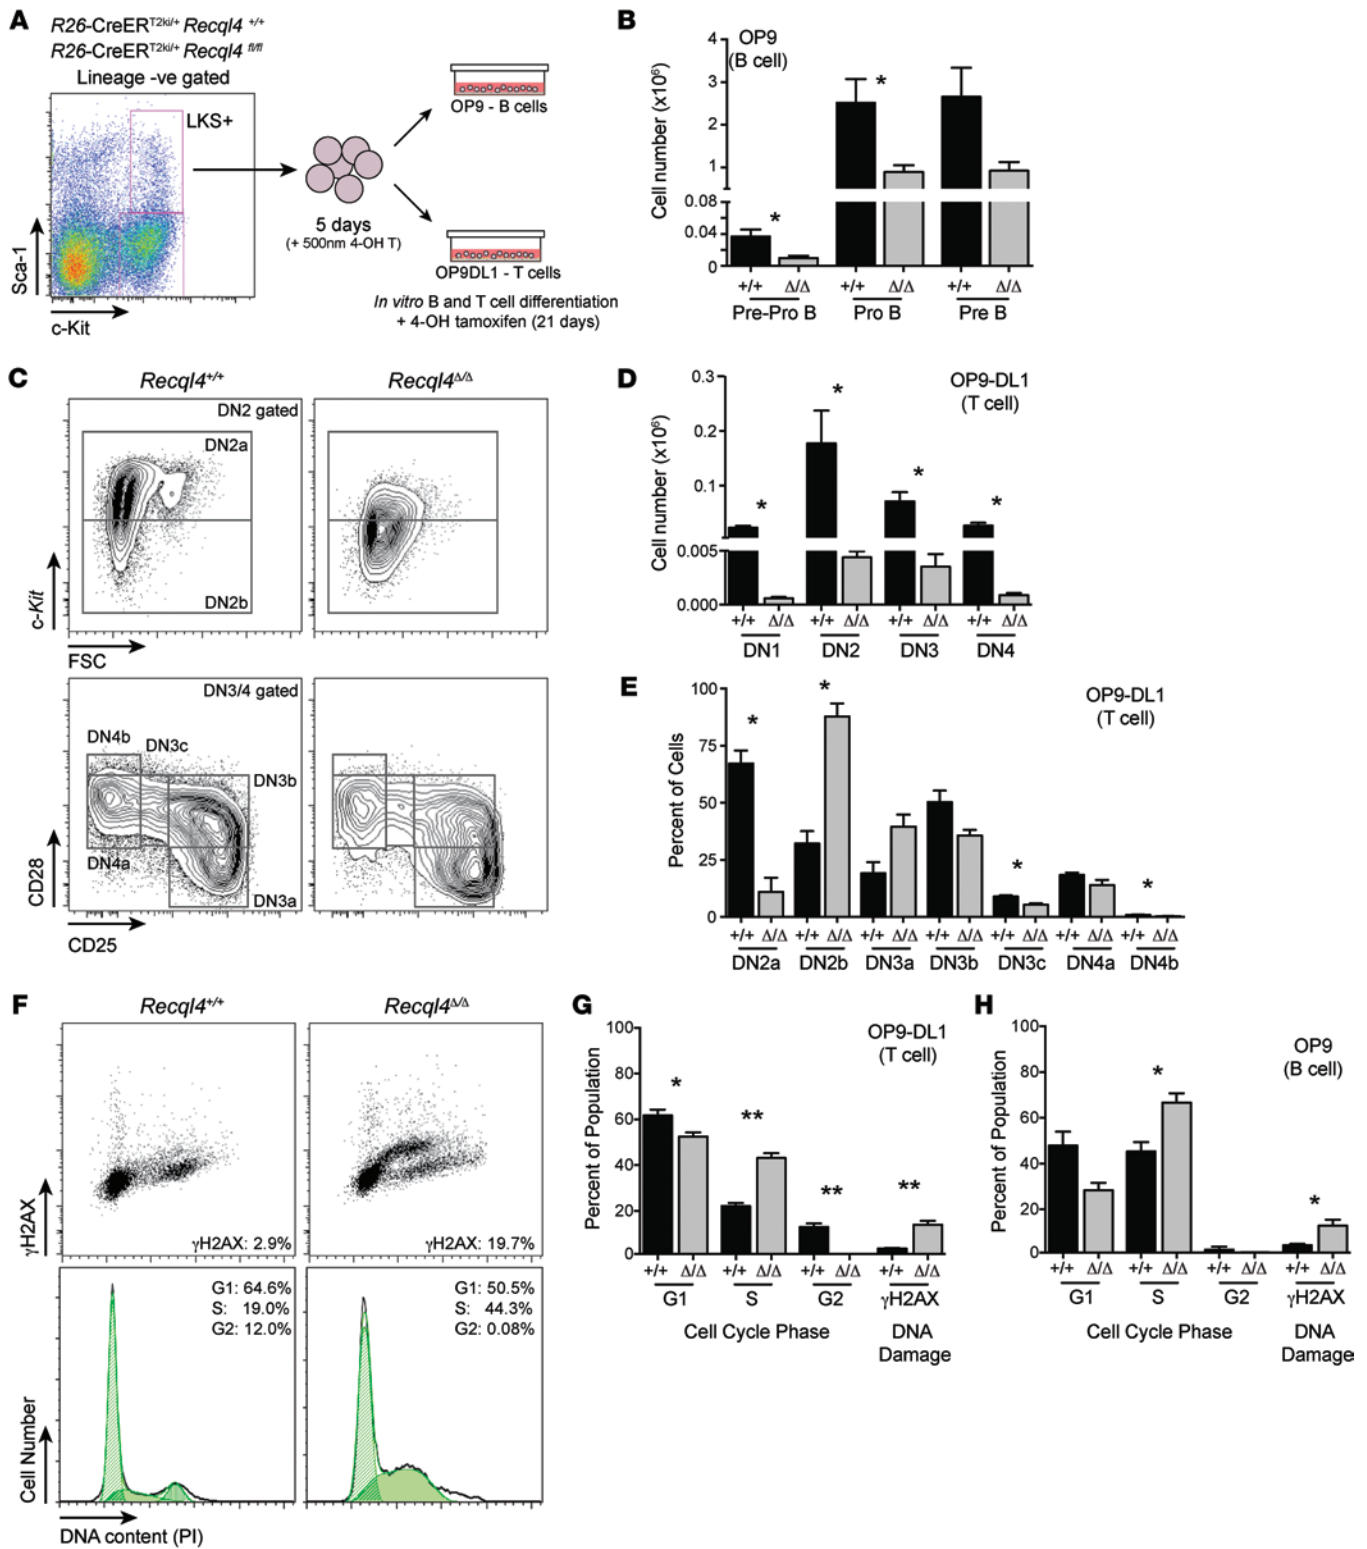 A
R26-CreERT2ki/+ Recql4 +/+
R26-CreERT2ki/+ Recql4 fl/fl
Lineage -ve gated
LKS+
Sca-1
c-Kit
5 days
(+ 500nm 4-OH T)
OP9 - B cells
OP9DL1 - T cells
In vitro B and T cell differentiation
+ 4-OH tamoxifen (21 days)
B
OP9
(B cell)
Cell number (x10⁶)
4
3
2
1
0.08
0.04
0
* * 
+/+ Δ/Δ +/+ Δ/Δ +/+ Δ/Δ
Pre-Pro B Pro B Pre B
C
Recql4+/+ Recql4Δ/Δ
DN2 gated
DN2a
DN2b
c-Kit
FSC
DN3/4 gated
DN4b
DN3c
DN3b
DN4a
DN3a
CD28
CD25
D
OP9-DL1
(T cell)
Cell number (x10⁶)
0.3
0.2
0.1
0.005
0.000
* * * *
+/+ Δ/Δ +/+ Δ/Δ +/+ Δ/Δ +/+ Δ/Δ
DN1 DN2 DN3 DN4
E
OP9-DL1
(T cell)
Percent of Cells
100
75
50
25
0
* * * *
+/+ Δ/Δ +/+ Δ/Δ +/+ Δ/Δ +/+ Δ/Δ +/+ Δ/Δ +/+ Δ/Δ +/+ Δ/Δ
DN2a DN2b DN3a DN3b DN3c DN4a DN4b
F
Recql4+/+ Recql4Δ/Δ
γH2AX
γH2AX: 2.9%
γH2AX: 19.7%
G1: 64.6%
S: 19.0%
G2: 12.0%
G1: 50.5%
S: 44.3%
G2: 0.08%
Cell Number
DNA content (PI)
G
OP9-DL1
(T cell)
Percent of Population
100
80
60
40
20
0
* ** ** **
+/+ Δ/Δ +/+ Δ/Δ +/+ Δ/Δ +/+ Δ/Δ
G1 S G2 γH2AX
Cell Cycle Phase DNA
Damage
H
OP9
(B cell)
Percent of Population
100
80
60
40
20
0
* *
+/+ Δ/Δ +/+ Δ/Δ +/+ Δ/Δ +/+ Δ/Δ
G1 S G2 γH2AX
Cell Cycle Phase DNA
Damage